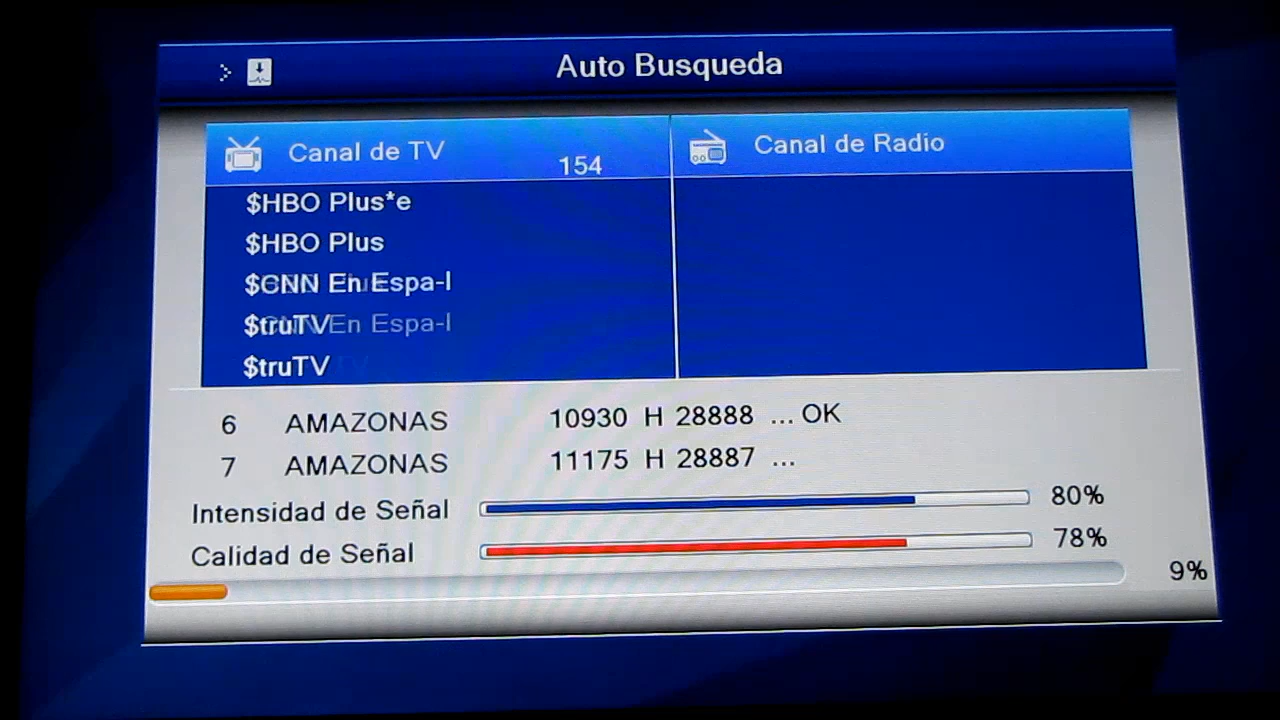 Auto Busqueda
Canal de TV 154
Canal de Radio
$HBO Plus*e
$HBO Plus
$CNN En Espa-l
$truTV
$truTV
6 AMAZONAS 10930 H 28888 ... OK
7 AMAZONAS 11175 H 28887 ...
Intensidad de Señal 80%
Calidad de Señal 78%
9%